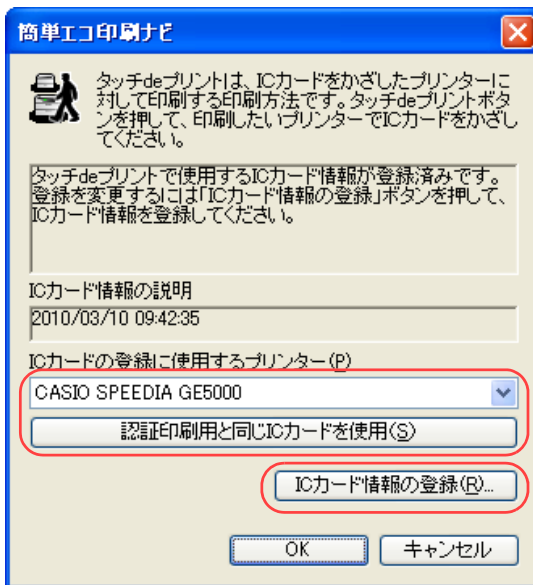 簡単エコ印刷ナビ
タッチdeプリントは、ICカードをかざしたプリンターに
対して印刷する印刷方法です。タッチdeプリントボタ
ンを押して、印刷したいプリンターでICカードをかざし
てください。
タッチdeプリントで使用するICカード情報が登録済みです。
登録を変更するには「ICカード情報の登録」ボタンを押して、
ICカード情報を登録してください。
ICカード情報の説明
2010/03/10 09:42:35
ICカードの登録に使用するプリンター(P)
CASIO SPEEDIA GE5000
認証印刷用と同じICカードを使用(S)
ICカード情報の登録(R)...
OK キャンセル